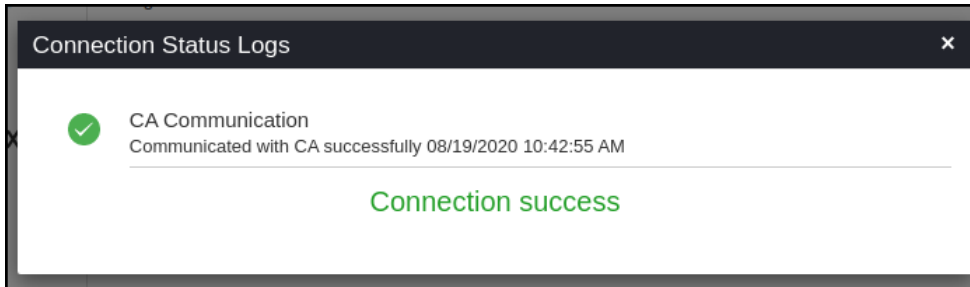 Connection Status Logs
×
CA Communication
Communicated with CA successfully 08/19/2020 10:42:55 AM
Connection success